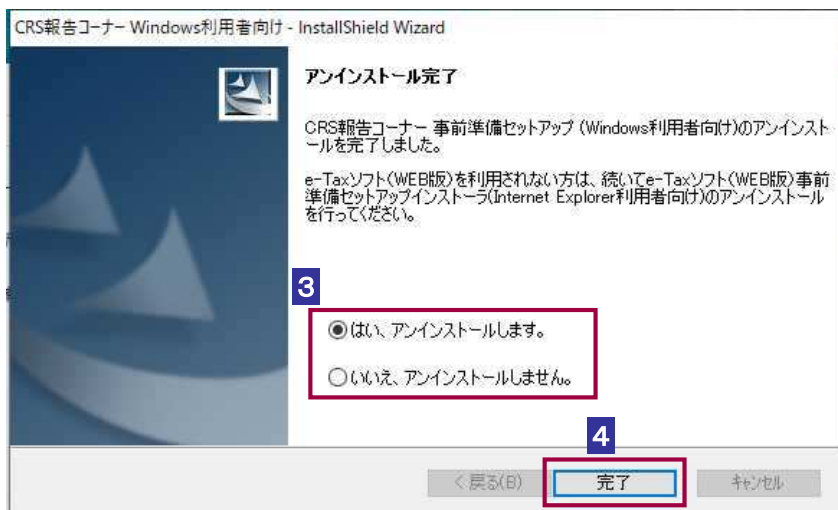 CRS報告コーナー Windows利用者向け - InstallShield Wizard
アンインストール完了
CRS報告コーナー 事前準備セットアップ (Windows利用者向け)のアンインスト
ールを完了しました。
e-Taxソフト(WEB版)を利用されない方は、続いてe-Taxソフト(WEB版)事前
準備セットアップインストーラ(Internet Explorer利用者向け)のアンインストール
を行ってください。
3
はい、アンインストールします。
いいえ、アンインストールしません。
4
< 戻る(B)
完了
キャンセル